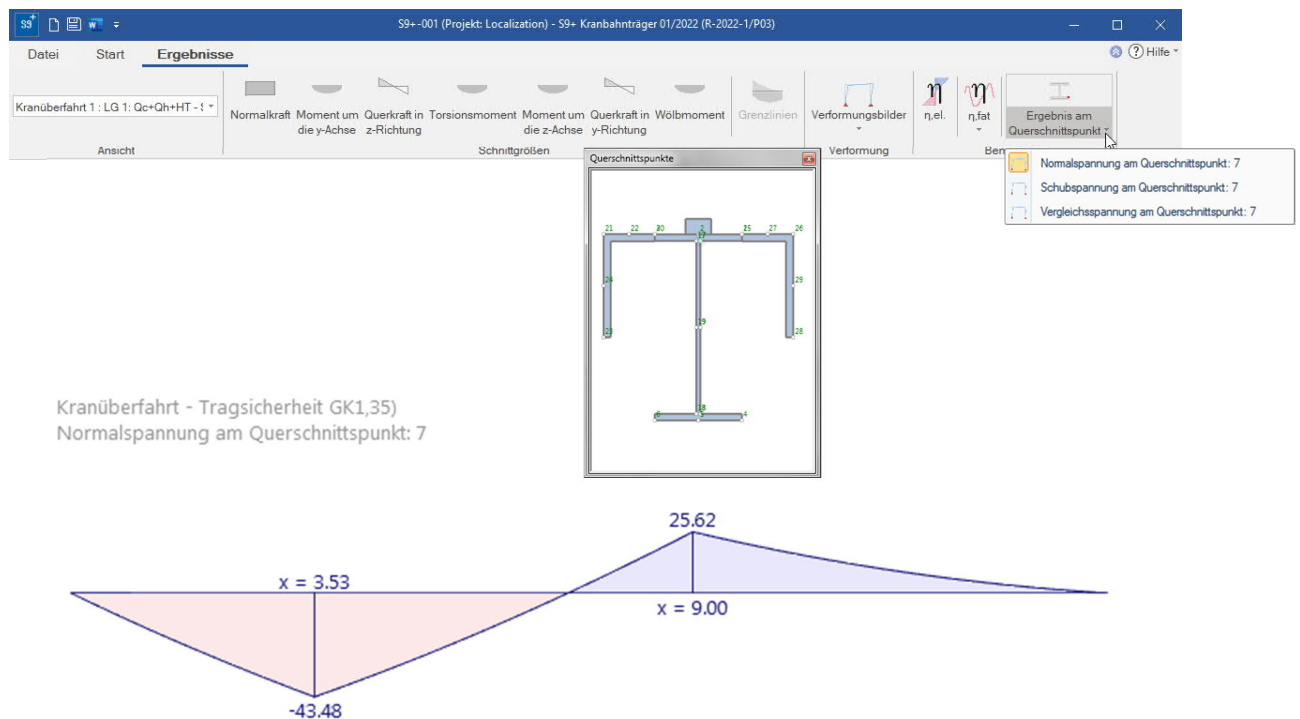 S9+ S9+-001 (Projekt: Localization) - S9+ Kranbahnträger 01/2022 (R-2022-1/P03)
Datei Start Ergebnisse Hilfe
Kranüberfahrt 1 : LG 1: Qc+Qh+HT -
Normalkraft Moment um Querkraft in Torsionsmoment Moment um Querkraft in Wölbmoment Grenzlinien Verformungsbilder η,el. η,fat Ergebnis am
die y-Achse z-Richtung die z-Achse y-Richtung Querschnittspunkt
Ansicht Schnittgrößen Verformung Ben
Querschnittspunkte
Normalspannung am Querschnittspunkt: 7
Schubspannung am Querschnittspunkt: 7
Vergleichsspannung am Querschnittspunkt: 7
21 22 2 25 27 26
24 29
19
23 28
18
6 4
Kranüberfahrt - Tragsicherheit GK1,35)
Normalspannung am Querschnittspunkt: 7
25.62
x = 3.53
x = 9.00
-43.48